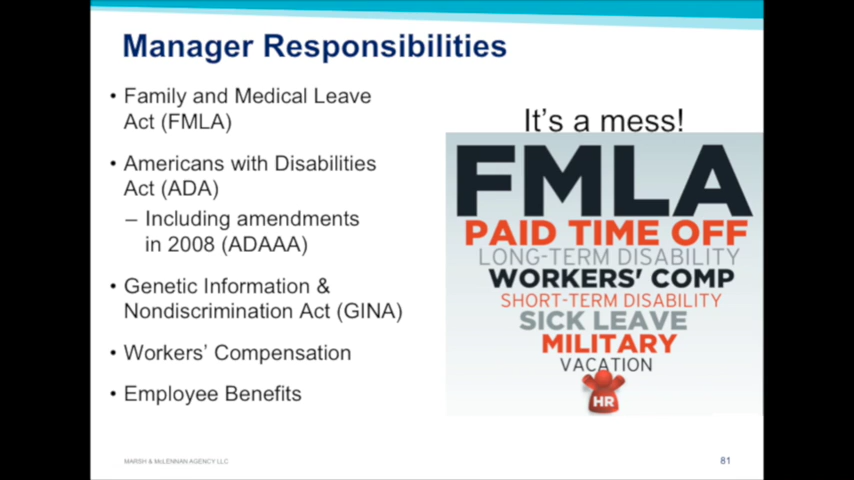 Manager Responsibilities
• Family and Medical Leave
Act (FMLA)
• Americans with Disabilities
Act (ADA)
– Including amendments
in 2008 (ADAAA)
• Genetic Information &
Nondiscrimination Act (GINA)
• Workers' Compensation
• Employee Benefits
It's a mess!
FMLA
PAID TIME OFF
LONG-TERM DISABILITY
WORKERS' COMP
SHORT-TERM DISABILITY
SICK LEAVE
MILITARY
VACATION
HR
MARSH & McLENNAN AGENCY LLC
81